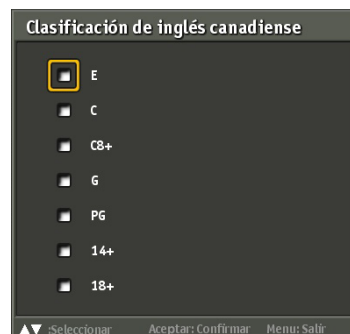 Clasificación de inglés canadiense
E
C
C8+
G
PG
14+
18+
▲▼ :Seleccionar Aceptar: Confirmar Menu: Salir